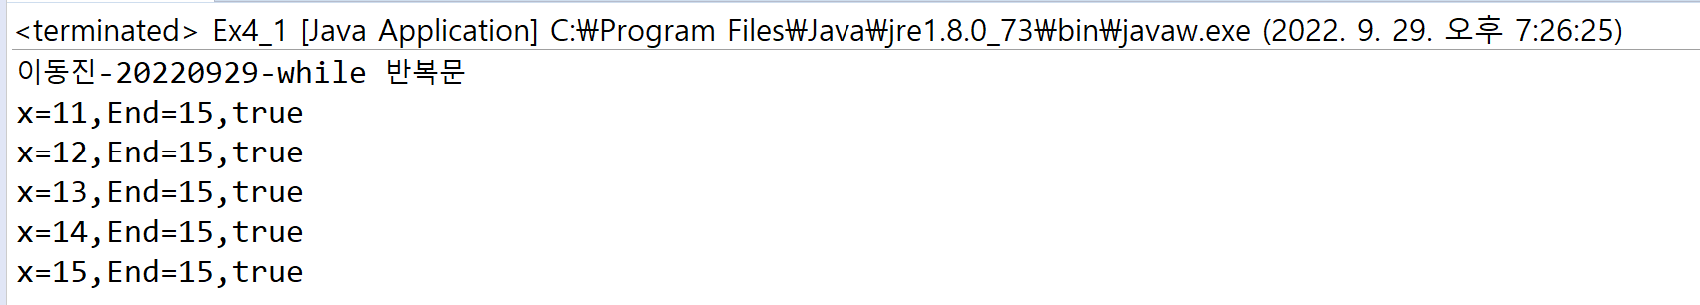 <terminated> Ex4_1 [Java Application] C:₩Program Files₩Java₩jre1.8.0_73₩bin₩javaw.exe (2022. 9. 29. 오후 7:26:25)
이동진-20220929-while 반복문
x=11,End=15,true
x=12,End=15,true
x=13,End=15,true
x=14,End=15,true
x=15,End=15,true